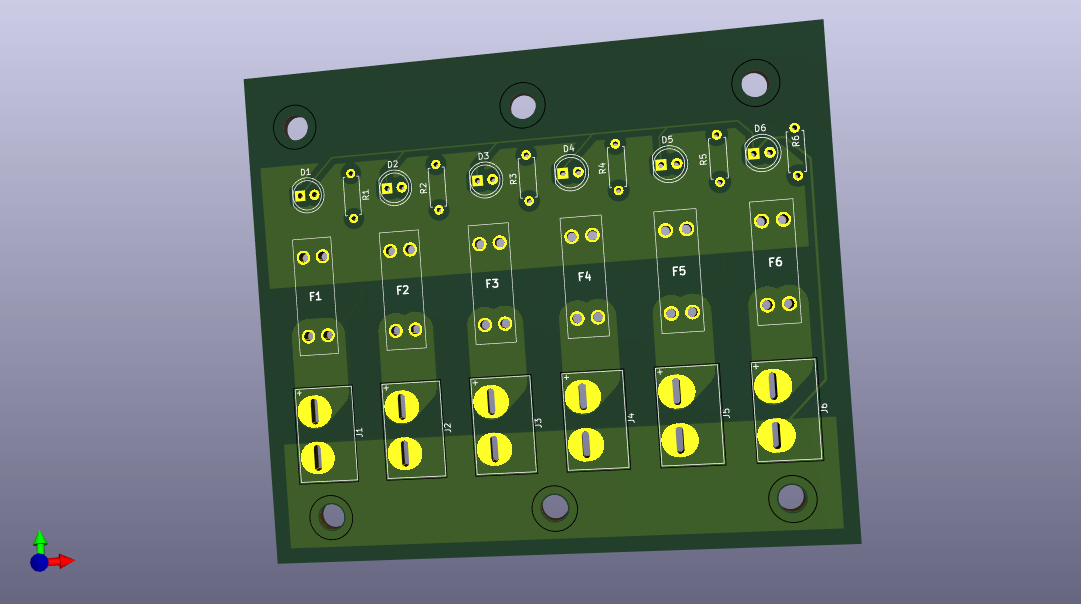 D1
D2
D3
D4
D5
D6
R1
R2
R3
R4
R5
R6
F1
F2
F3
F4
F5
F6
+
+
+
+
+
+
J1
J2
J3
J4
J5
J6